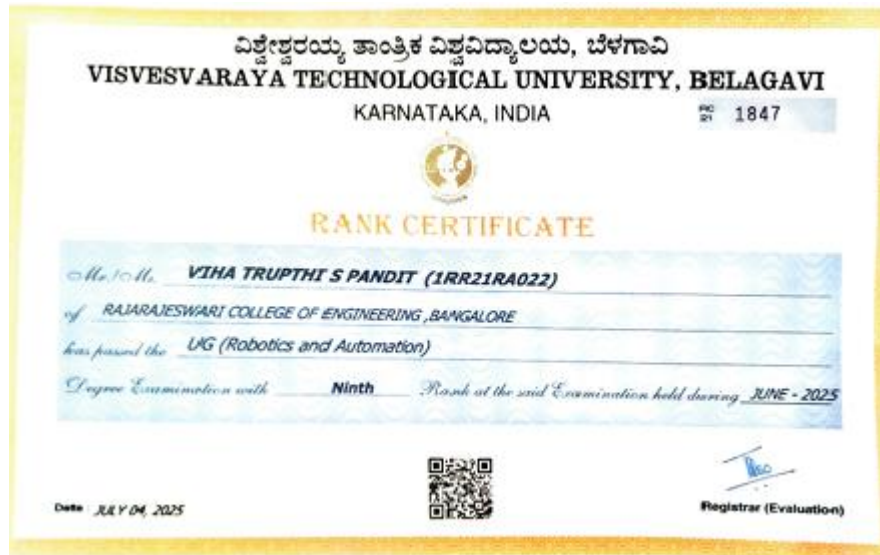 ವಿಶ್ವೇಶ್ವರಯ್ಯ ತಾಂತ್ರಿಕ ವಿಶ್ವವಿದ್ಯಾಲಯ, ಬೆಳಗಾವಿ
VISVESVARAYA TECHNOLOGICAL UNIVERSITY, BELAGAVI
KARNATAKA, INDIA
RC 21 1847
RANK CERTIFICATE
Mr./Ms. VIHA TRUPTHI S PANDIT (1RR21RA022)
of RAJARAJESWARI COLLEGE OF ENGINEERING ,BANGALORE
has passed the UG (Robotics and Automation)
Degree Examination with Ninth Rank at the said Examination held during JUNE - 2025
Date JULY 04, 2025
Registrar (Evaluation)